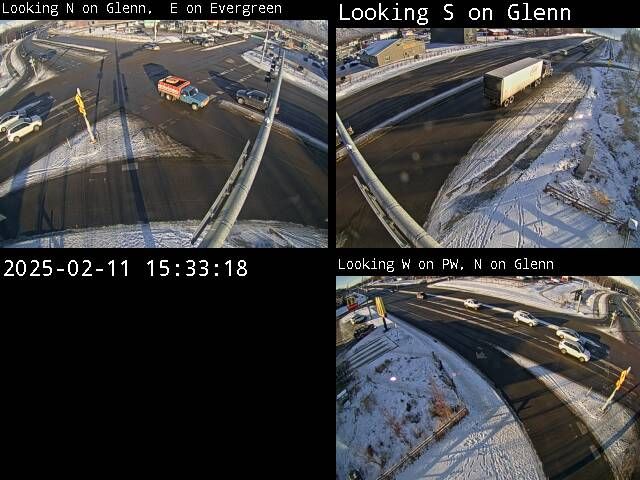 Looking N on Glenn,  E on Evergreen
Looking S on Glenn
2025-02-11 15:33:18
Looking W on PW, N on Glenn